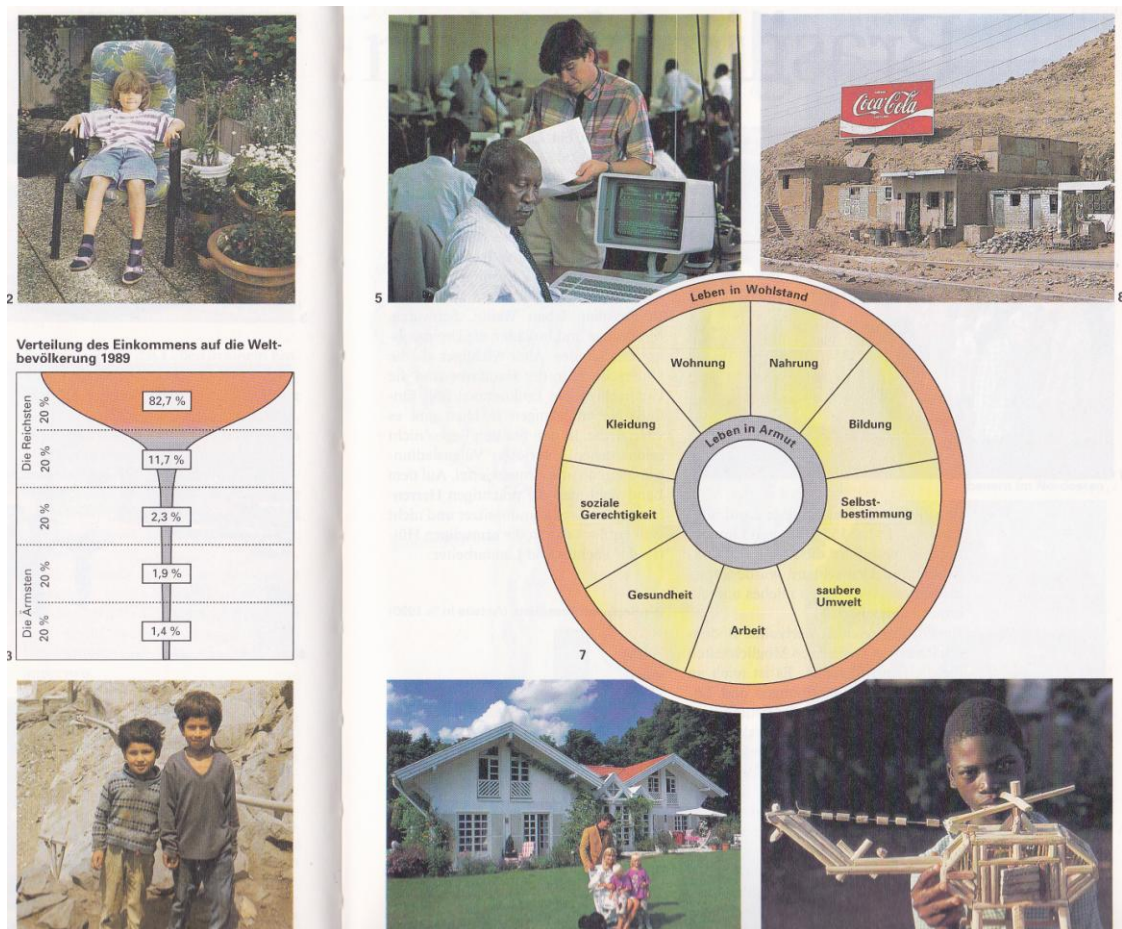 2
Verteilung des Einkommens auf die Welt-
bevölkerung 1989
Die Reichsten
20 %
82,7 %
20 %
11,7 %
20 %
2,3 %
Die Ärmsten
20 %
1,9 %
20 %
1,4 %
3
5
Coca-Cola
8
Leben in Wohlstand
Wohnung
Nahrung
Kleidung
Bildung
Leben in Armut
soziale
Gerechtigkeit
Selbst-
bestimmung
Gesundheit
saubere
Umwelt
Arbeit
7